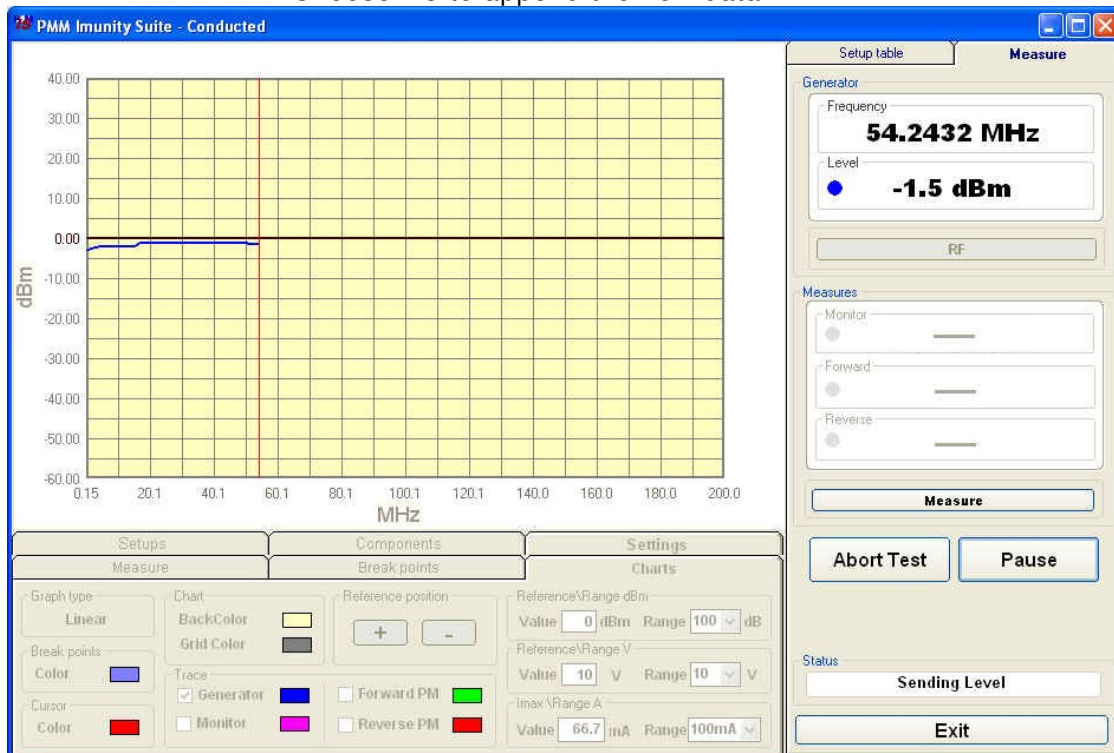 PMM Imunity Suite - Conducted
Setup table
Measure
Generator
Frequency
54.2432 MHz
Level
-1.5 dBm
RF
Measures
Monitor
Forward
Reverse
Measure
Abort Test
Pause
Status
Sending Level
Exit
40.00
30.00
20.00
10.00
0.00
-10.00
-20.00
-30.00
-40.00
-50.00
-60.00
dBm
0.15 20.1 40.1 60.1 80.1 100.1 120.1 140.0 160.0 180.0 200.0
MHz
Setups
Components
Settings
Measure
Break points
Charts
Graph type
Linear
Break points
Color
Cursor
Color
Chart
BackColor
Grid Color
Trace
Generator
Monitor
Forward PM
Reverse PM
Reference position
+ -
Reference\Range dBm
Value 0 dBm Range 100 dB
Reference\Range V
Value 10 V Range 10 V
Imax \Range A
Value 66.7 mA Range 100mA